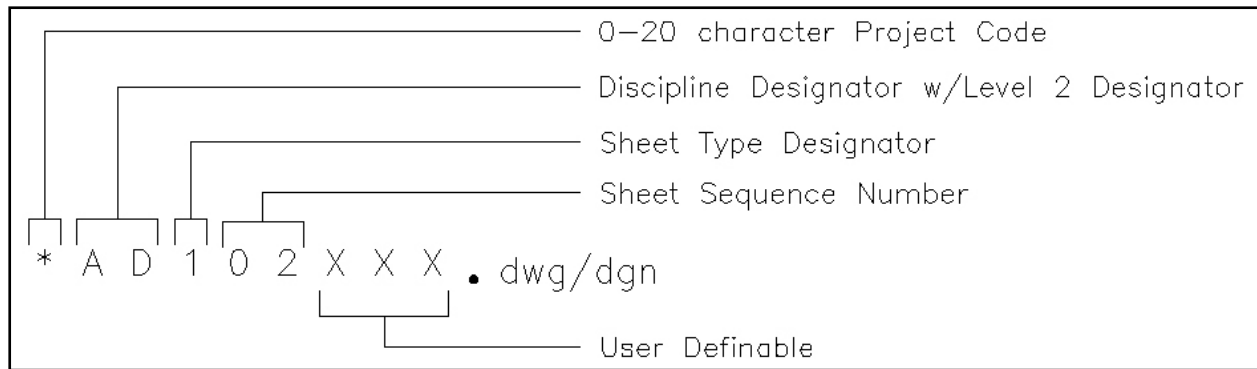 0-20 character Project Code
Discipline Designator w/Level 2 Designator
Sheet Type Designator
Sheet Sequence Number
* A D 1 0 2 X X X . dwg/dgn
User Definable